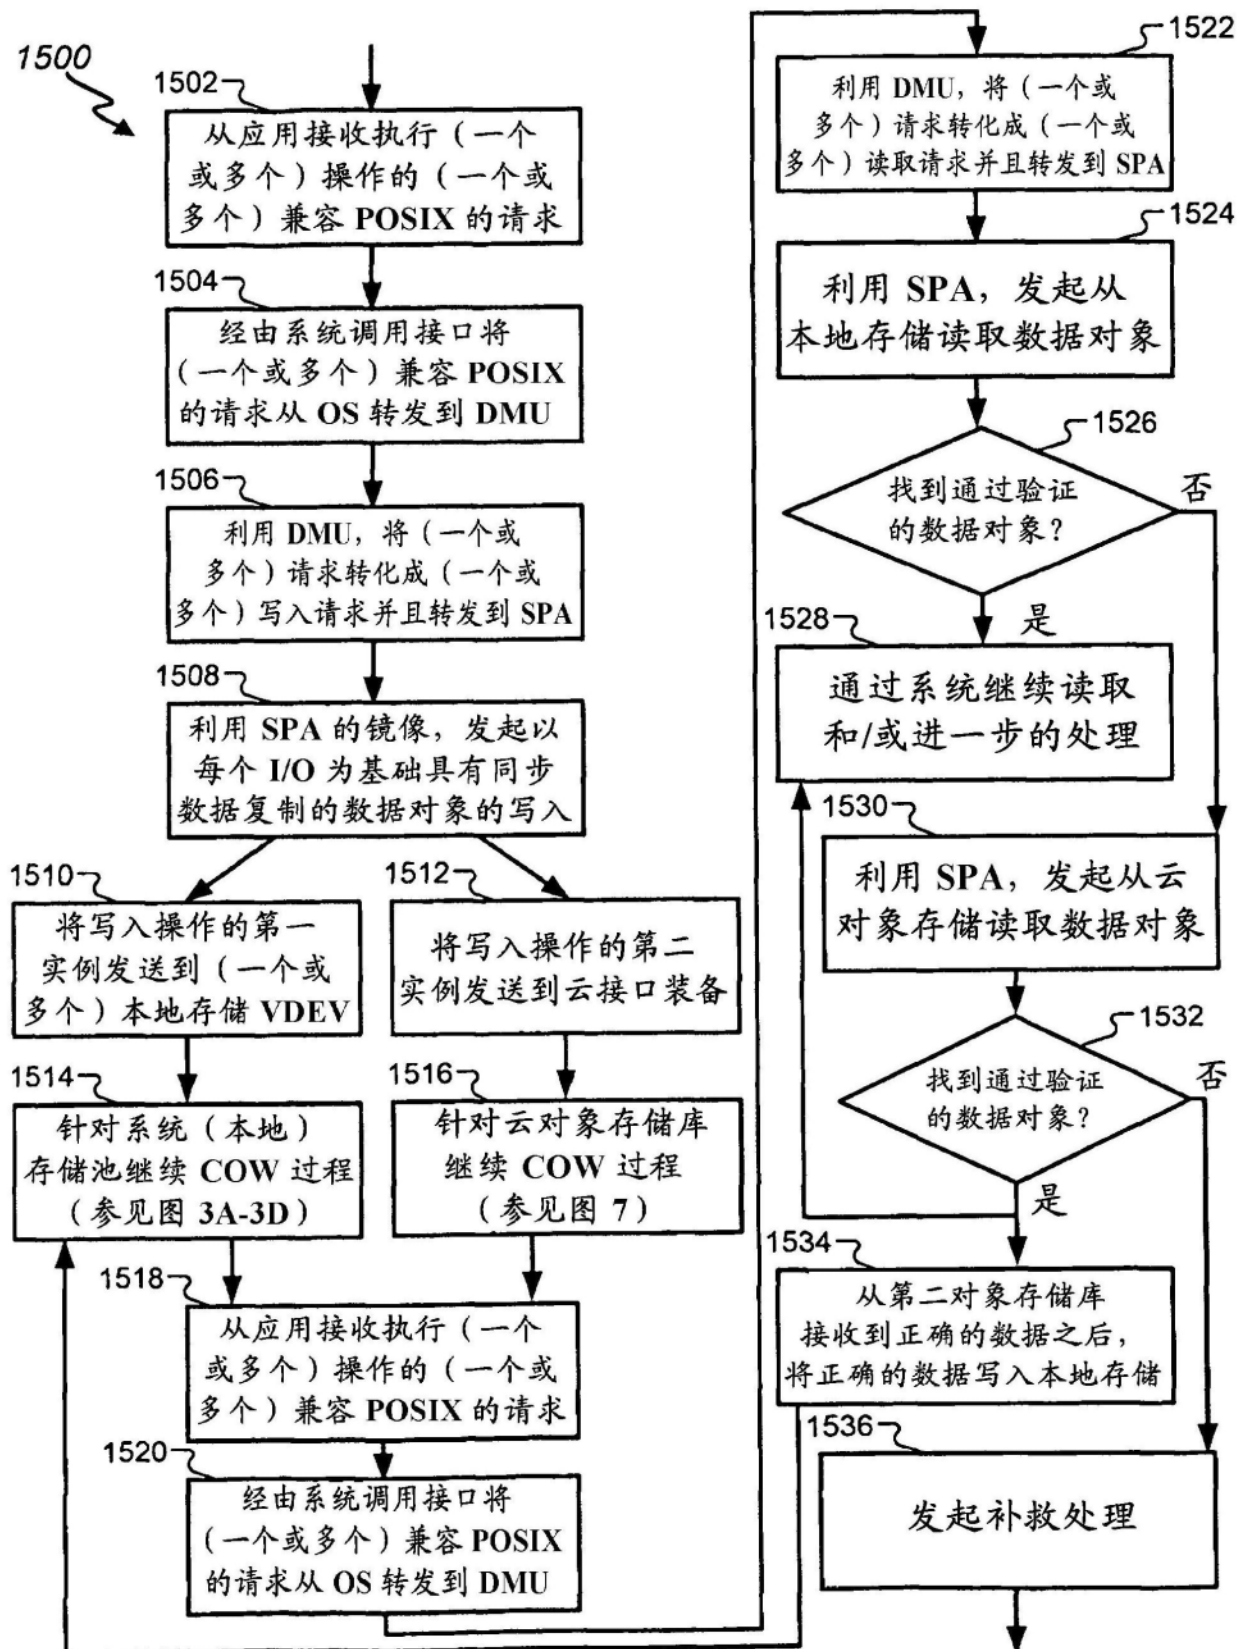 1500
1502
从应用接收执行（一个
或多个）操作的（一个或
多个）兼容 POSIX 的请求
1504
经由系统调用接口将
（一个或多个）兼容 POSIX
的请求从 OS 转发到 DMU
1506
利用 DMU，将（一个或
多个）请求转化成（一个或
多个）写入请求并且转发到 SPA
1508
利用 SPA 的镜像，发起以
每个 I/O 为基础具有同步
数据复制的数据对象的写入
1510
将写入操作的第一
实例发送到（一个或
多个）本地存储 VDEV
1512
将写入操作的第二
实例发送到云接口装备
1514
针对系统（本地）
存储池继续 COW 过程
（参见图 3A-3D）
1516
针对云对象存储库
继续 COW 过程
（参见图 7）
1518
从应用接收执行（一个
或多个）操作的（一个或
多个）兼容 POSIX 的请求
1520
经由系统调用接口将
（一个或多个）兼容 POSIX
的请求从 OS 转发到 DMU
1522
利用 DMU，将（一个或
多个）请求转化成（一个或
多个）读取请求并且转发到 SPA
1524
利用 SPA，发起从
本地存储读取数据对象
1526
找到通过验证
的数据对象？
否
是
1528
通过系统继续读取
和/或进一步的处理
1530
利用 SPA，发起从云
对象存储读取数据对象
1532
找到通过验证
的数据对象？
否
是
1534
从第二对象存储库
接收到正确的数据之后，
将正确的数据写入本地存储
1536
发起补救处理